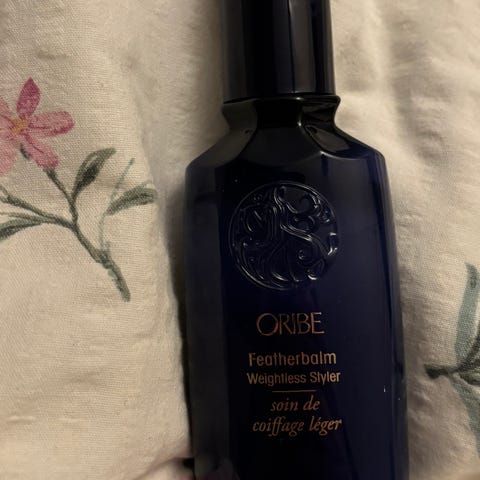 ORIBE
Featherbalm
Weightless Styler
soin de
coiffage léger